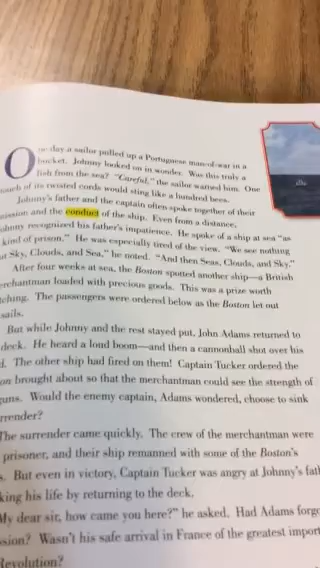 One day a sailor pulled up a Portuguese man-of-war in a
bucket. Johnny looked on in wonder. Was this truly a
fish from the sea? "Careful," the sailor warned him. One
touch of its twisted cords would sting like a hundred bees.
Johnny's father and the captain often spoke together of their
mission and the conduct of the ship. Even from a distance,
Johnny recognized his father's impatience. He spoke of a ship at sea "as
kind of prison." He was especially tired of the view. "We see nothing
but Sky, Clouds, and Sea," he noted. "And then Seas, Clouds, and Sky."
After four weeks at sea, the Boston spotted another ship—a British
merchantman loaded with precious goods. This was a prize worth
The passengers were ordered below as the Boston let out
sails.
But while Johnny and the rest stayed put, John Adams returned to
deck. He heard a loud boom—and then a cannonball shot over his
The other ship had fired on them! Captain Tucker ordered the
brought about so that the merchantman could see the strength of
guns. Would the enemy captain, Adams wondered, choose to sink
surrender?
The surrender came quickly. The crew of the merchantman were
prisoner, and their ship remanned with some of the Boston's
But even in victory, Captain Tucker was angry at Johnny's
his life by returning to the deck.
"My dear sir, how came you here?" he asked. Had Adams
Wasn't his safe arrival in France of the greatest
Revolution?